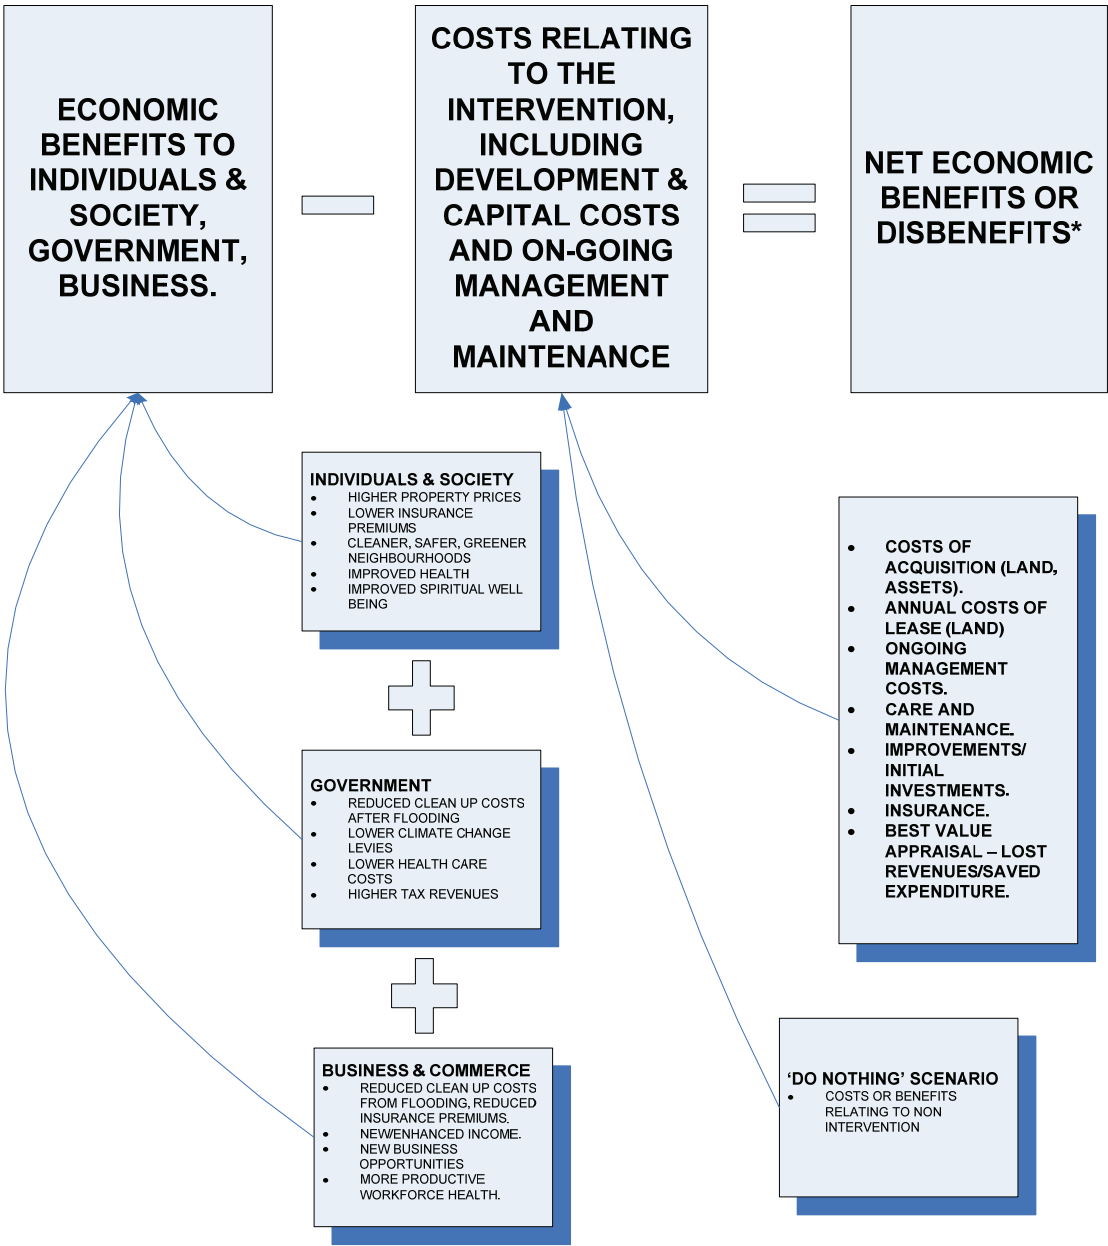 ECONOMIC
BENEFITS TO
INDIVIDUALS &
SOCIETY,
GOVERNMENT,
BUSINESS.
COSTS RELATING
TO THE
INTERVENTION,
INCLUDING
DEVELOPMENT &
CAPITAL COSTS
AND ON-GOING
MANAGEMENT
AND
MAINTENANCE
NET ECONOMIC
BENEFITS OR
DISBENEFITS*
INDIVIDUALS & SOCIETY
• HIGHER PROPERTY PRICES
• LOWER INSURANCE
PREMIUMS
• CLEANER, SAFER, GREENER
NEIGHBOURHOODS
• IMPROVED HEALTH
• IMPROVED SPIRITUAL WELL
BEING
GOVERNMENT
• REDUCED CLEAN UP COSTS
AFTER FLOODING
• LOWER CLIMATE CHANGE
LEVIES
• LOWER HEALTH CARE
COSTS
• HIGHER TAX REVENUES
BUSINESS & COMMERCE
• REDUCED CLEAN UP COSTS
FROM FLOODING, REDUCED
INSURANCE PREMIUMS.
• NEW/ENHANCED INCOME.
• NEW BUSINESS
OPPORTUNITIES
• MORE PRODUCTIVE
WORKFORCE HEALTH.
• COSTS OF
ACQUISITION (LAND,
ASSETS).
• ANNUAL COSTS OF
LEASE (LAND)
• ONGOING
MANAGEMENT
COSTS.
• CARE AND
MAINTENANCE.
• IMPROVEMENTS/
INITIAL
INVESTMENTS.
• INSURANCE.
• BEST VALUE
APPRAISAL – LOST
REVENUES/SAVED
EXPENDITURE.
‘DO NOTHING’ SCENARIO
• COSTS OR BENEFITS
RELATING TO NON
INTERVENTION